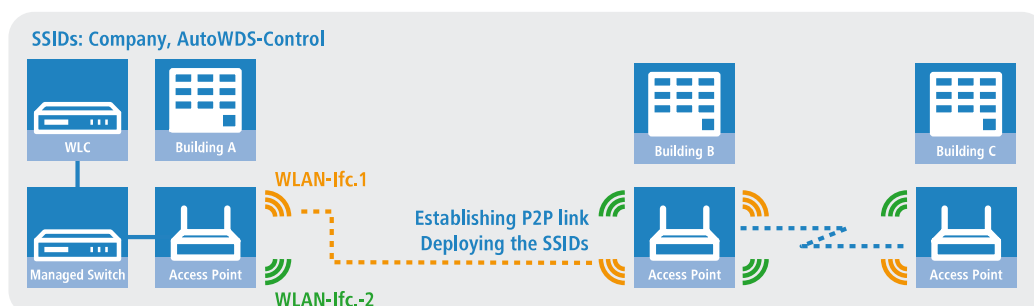 SSIDs: Company, AutoWDS-Control
WLC
Building A
Building B
Building C
WLAN-Ifc.1
Establishing P2P link
Deploying the SSIDs
Managed Switch
Access Point
Access Point
Access Point
WLAN-Ifc.-2